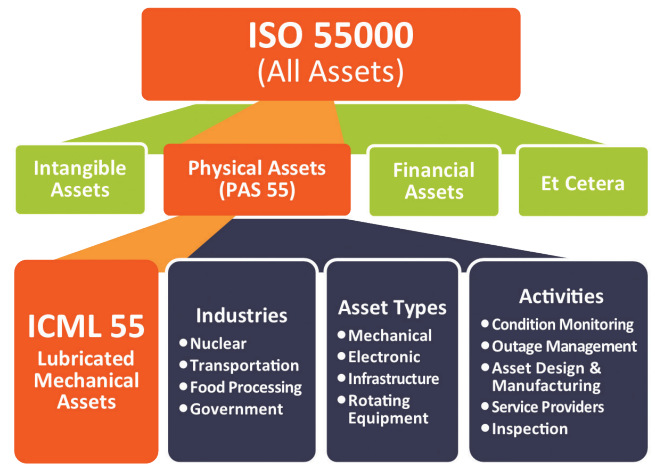 ISO 55000
(All Assets)
Intangible
Assets
Physical Assets
(PAS 55)
Financial
Assets
Et Cetera
ICML 55
Lubricated
Mechanical
Assets
Industries
• Nuclear
• Transportation
• Food Processing
• Government
Asset Types
• Mechanical
• Electronic
• Infrastructure
• Rotating
Equipment
Activities
• Condition Monitoring
• Outage Management
• Asset Design &
Manufacturing
• Service Providers
• Inspection